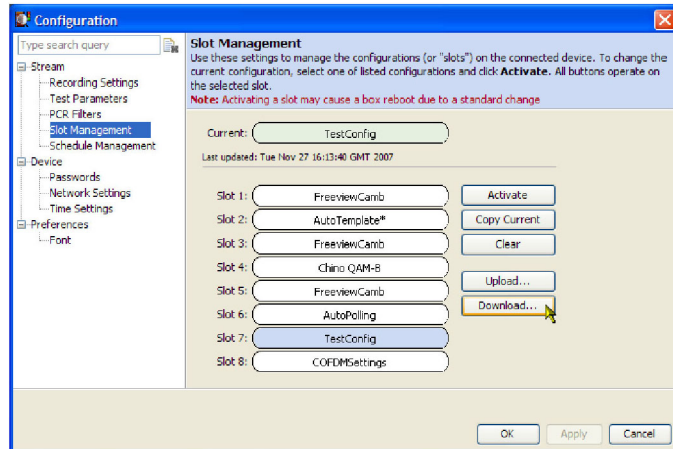 Configuration
Type search query
Stream
Recording Settings
Test Parameters
PCR Filters
Slot Management
Schedule Management
Device
Passwords
Network Settings
Time Settings
Preferences
Font
Slot Management
Use these settings to manage the configurations (or "slots") on the connected device. To change the
current configuration, select one of listed configurations and click Activate. All buttons operate on
the selected slot.
Note: Activating a slot may cause a box reboot due to a standard change
Current: TestConfig
Last updated: Tue Nov 27 16:13:40 GMT 2007
Slot 1: FreeviewCamb Activate
Slot 2: AutoTemplate* Copy Current
Slot 3: FreeviewCamb Clear
Slot 4: Chino QAM-B
Upload...
Slot 5: FreeviewCamb
Download...
Slot 6: AutoPolling
Slot 7: TestConfig
Slot 8: COFDMSettings
OK Apply Cancel